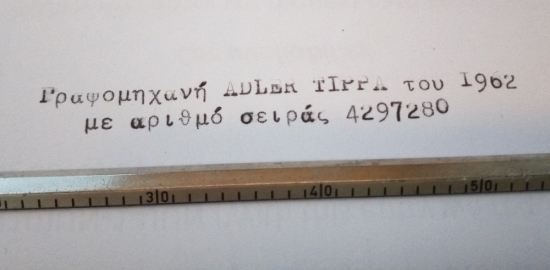 Γραφομηχανή ADLER TIPPA του 1962
με αριθμό σειράς 4297280
30 40 50